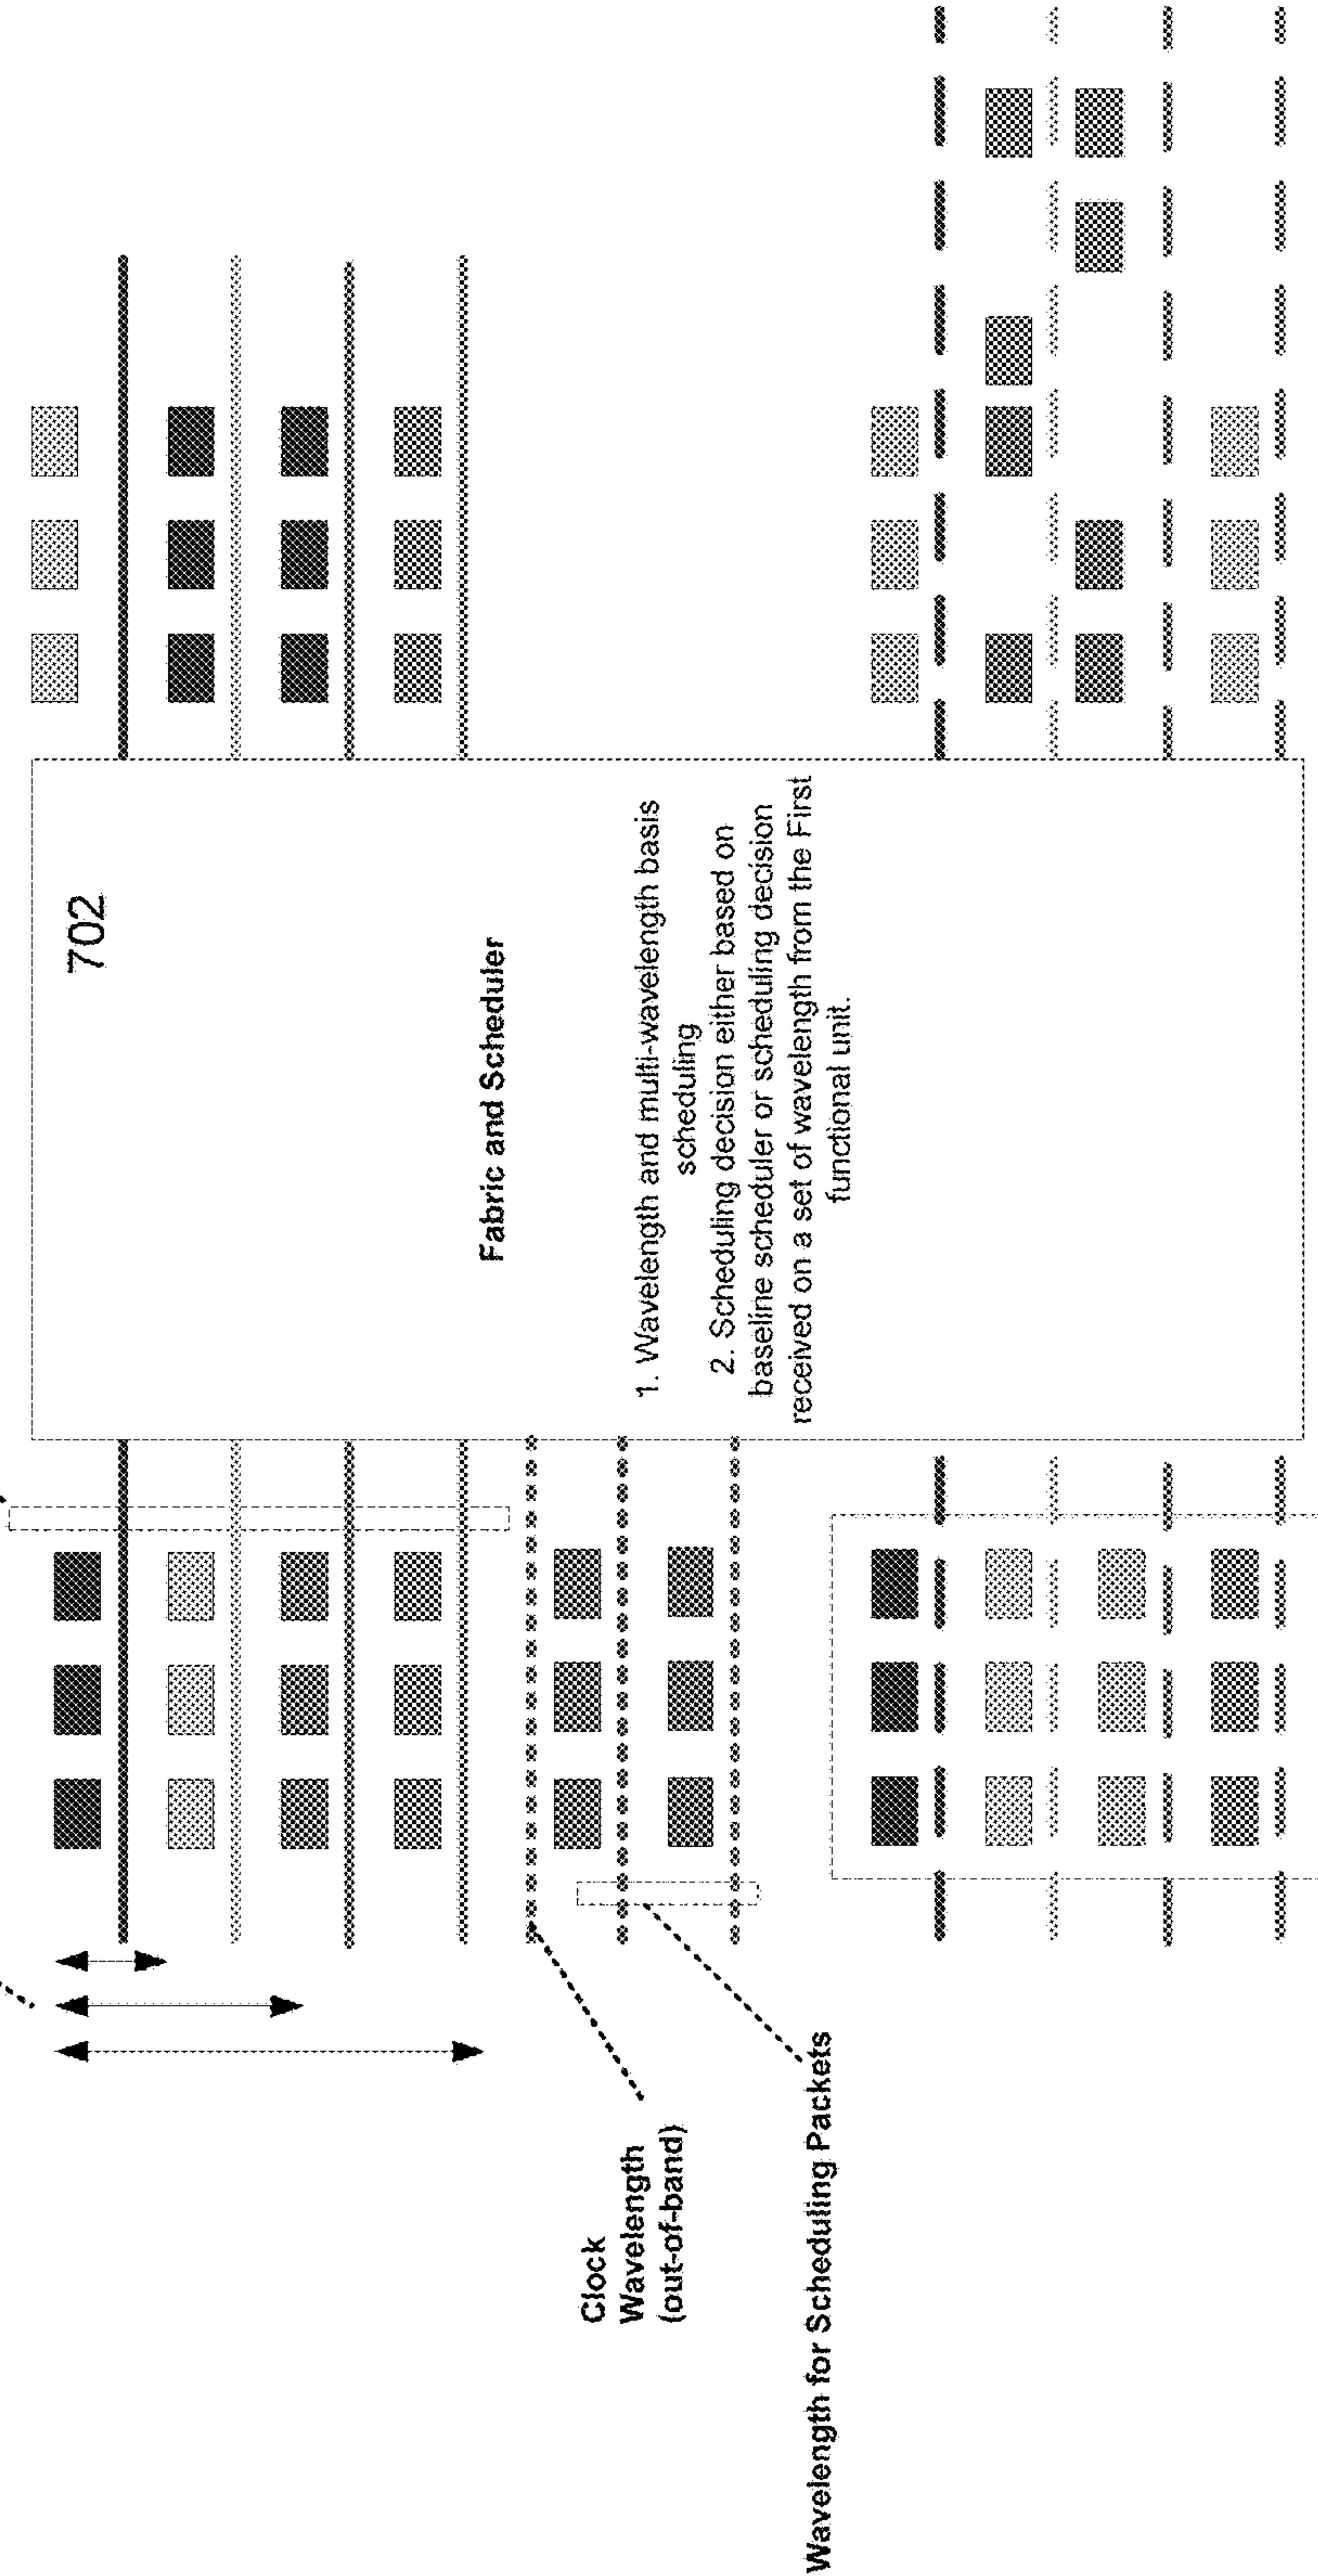 702
Fabric and Scheduler
1. Wavelength and multi-wavelength basis
scheduling
2. Scheduling decision either based on
baseline scheduler or scheduling decision
received on a set of wavelength from the First
functional unit.
Clock
Wavelength
(out-of-band)
Wavelength for Scheduling Packets